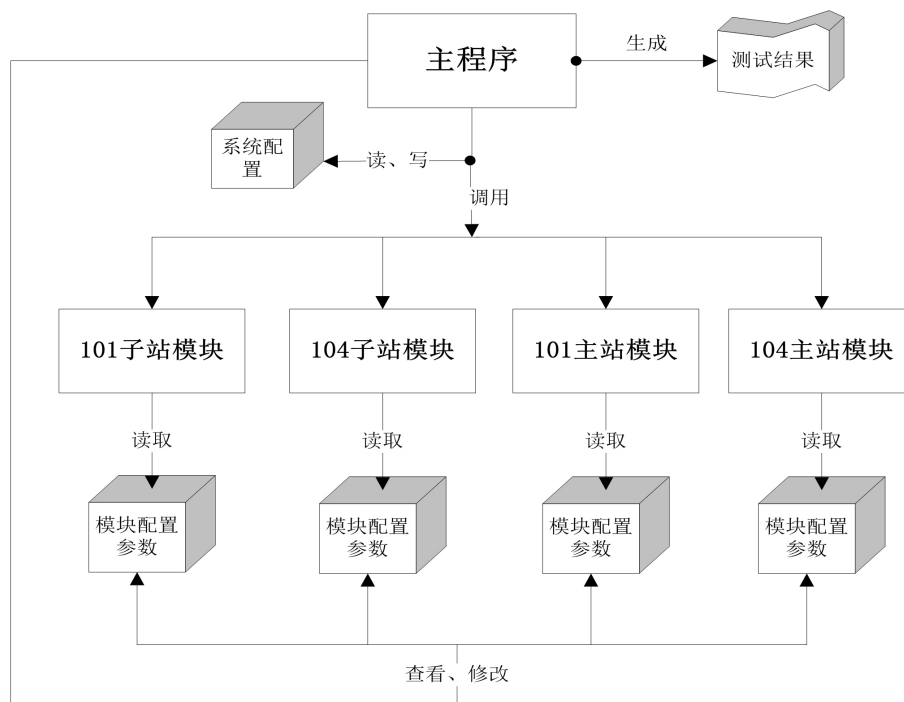 主程序
生成
测试结果
系统配
置
读、写
调用
101子站模块
104子站模块
101主站模块
104主站模块
读取
读取
读取
读取
模块配置
参数
模块配置
参数
模块配置
参数
模块配置
参数
查看、修改